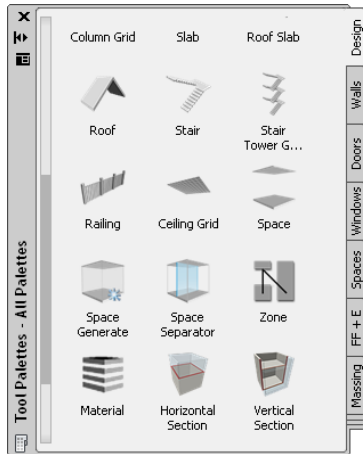 Column Grid Slab Roof Slab
Roof Stair Stair
Tower G...
Railing Ceiling Grid Space
Space Space Zone
Generate Separator
Material Horizontal Vertical
Section Section
Tool Palettes - All Palettes
Design
Walls
Doors
Windows
Spaces
FF + E
Massing